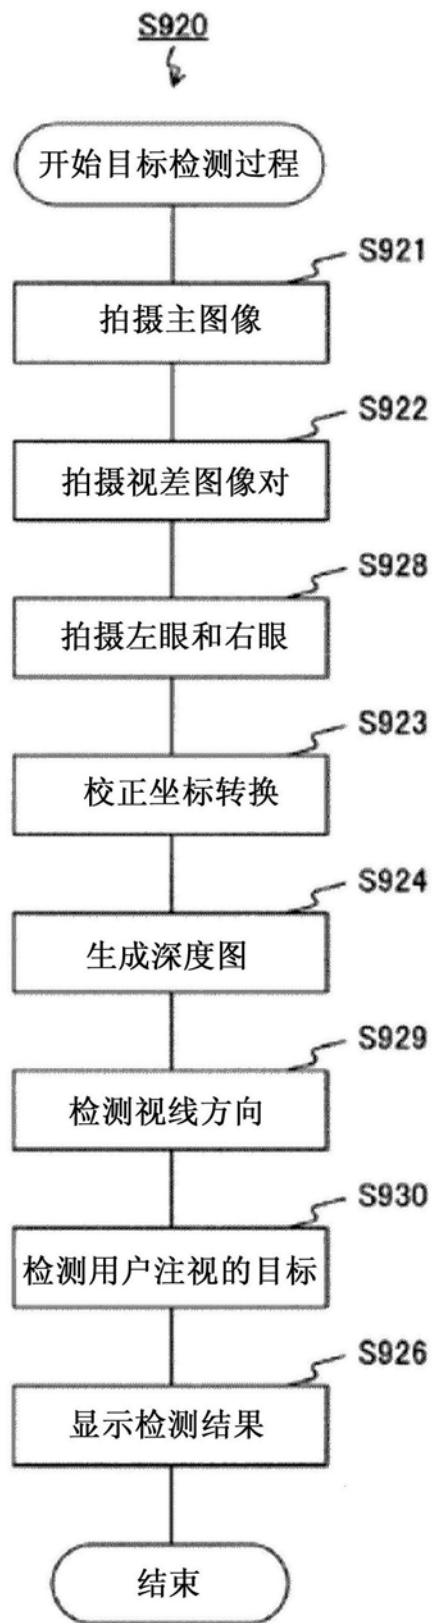 S920
开始目标检测过程
S921
拍摄主图像
S922
拍摄视差图像对
S928
拍摄左眼和右眼
S923
校正坐标转换
S924
生成深度图
S929
检测视线方向
S930
检测用户注视的目标
S926
显示检测结果
结束